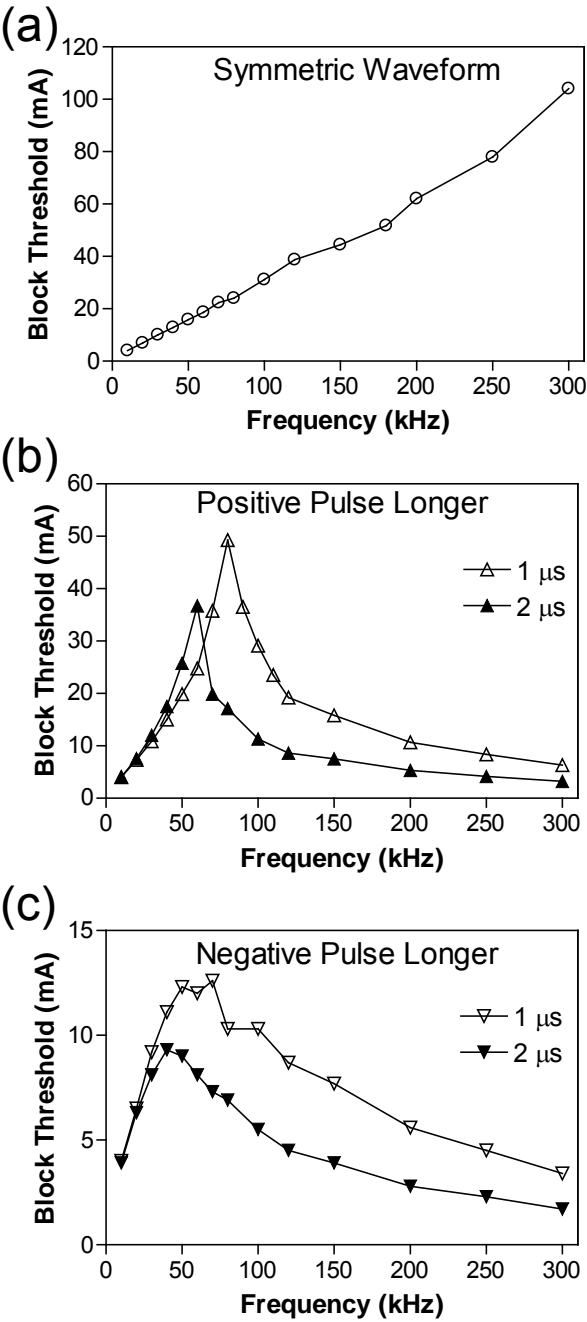 (a)
Symmetric Waveform
120
100
80
60
40
20
0
Block Threshold (mA)
0 50 100 150 200 250 300
Frequency (kHz)
(b)
Positive Pulse Longer
60
50
40
30
20
10
0
Block Threshold (mA)
1 μs
2 μs
0 50 100 150 200 250 300
Frequency (kHz)
(c)
Negative Pulse Longer
15
10
5
0
Block Threshold (mA)
1 μs
2 μs
0 50 100 150 200 250 300
Frequency (kHz)